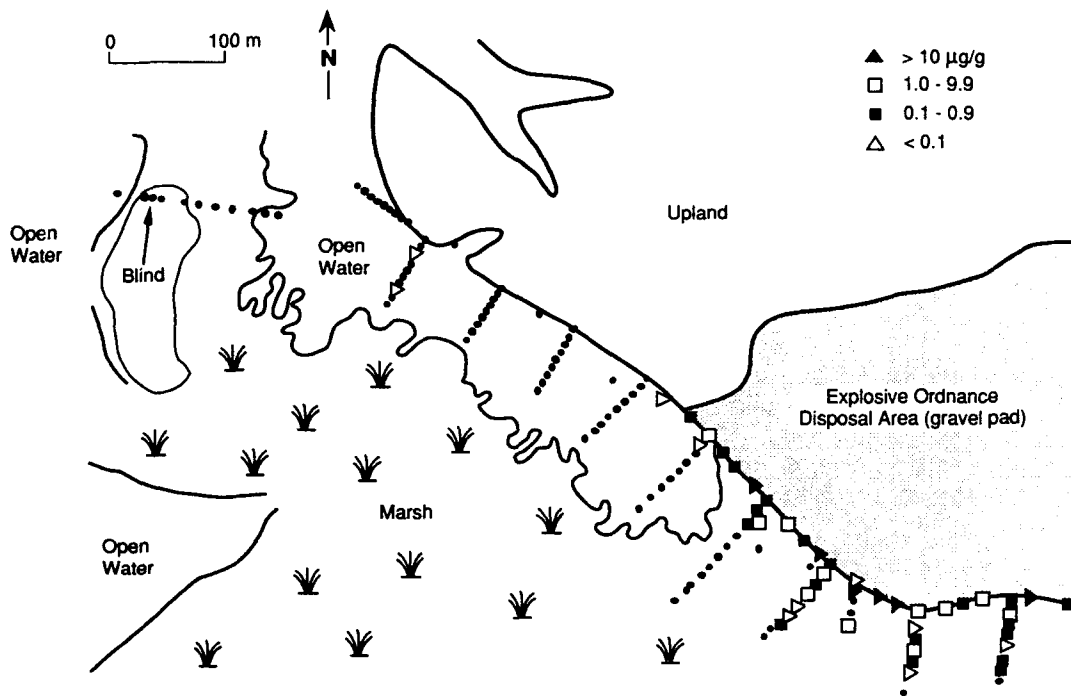 0 100 m
N
> 10 µg/g
1.0 - 9.9
0.1 - 0.9
< 0.1
Upland
Open
Water
Blind
Open
Water
Explosive Ordnance
Disposal Area (gravel pad)
Marsh
Open
Water